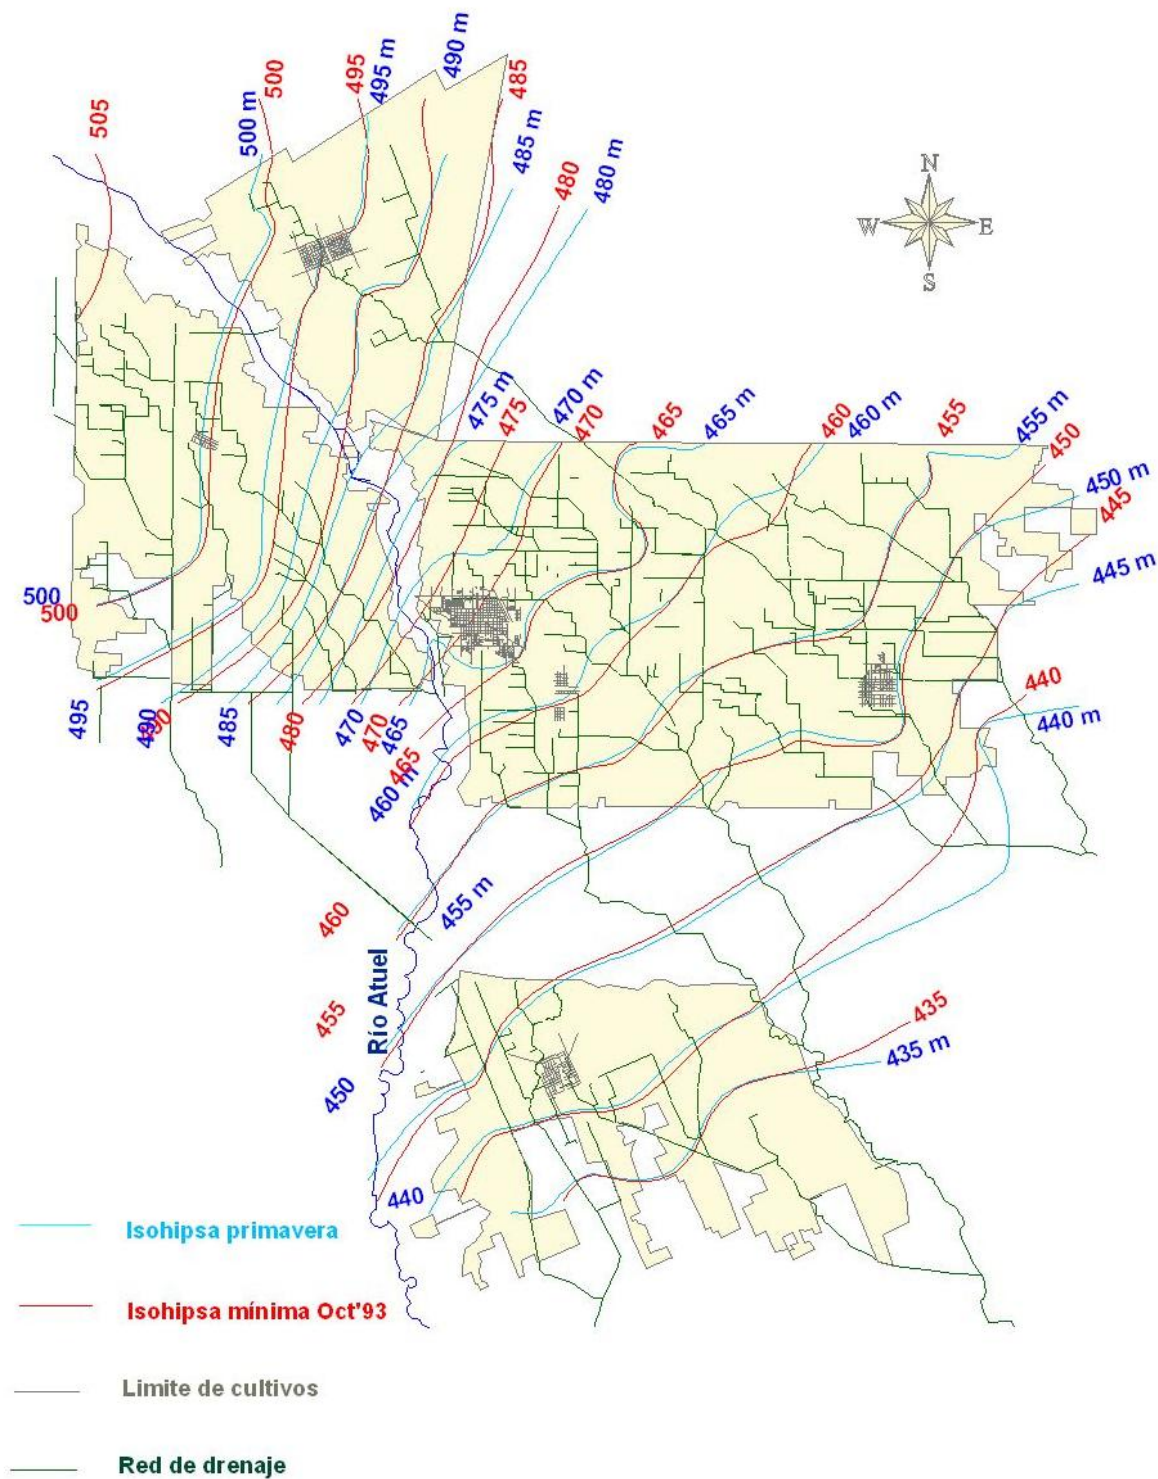 490 m
495 m
495
500
500 m
505
485
485 m
480
480 m
N
W
E
S
475 m
475
470 m
470
465
465 m
460
460 m
455
455 m
450
450 m
445
445 m
500
500
440
440 m
495
490
490
485
480
470
470
465
465
460 m
455 m
460
Río Atuel
455
450
435
435 m
440
Isohipsa primavera
Isohipsa mínima Oct'93
Limite de cultivos
Red de drenaje